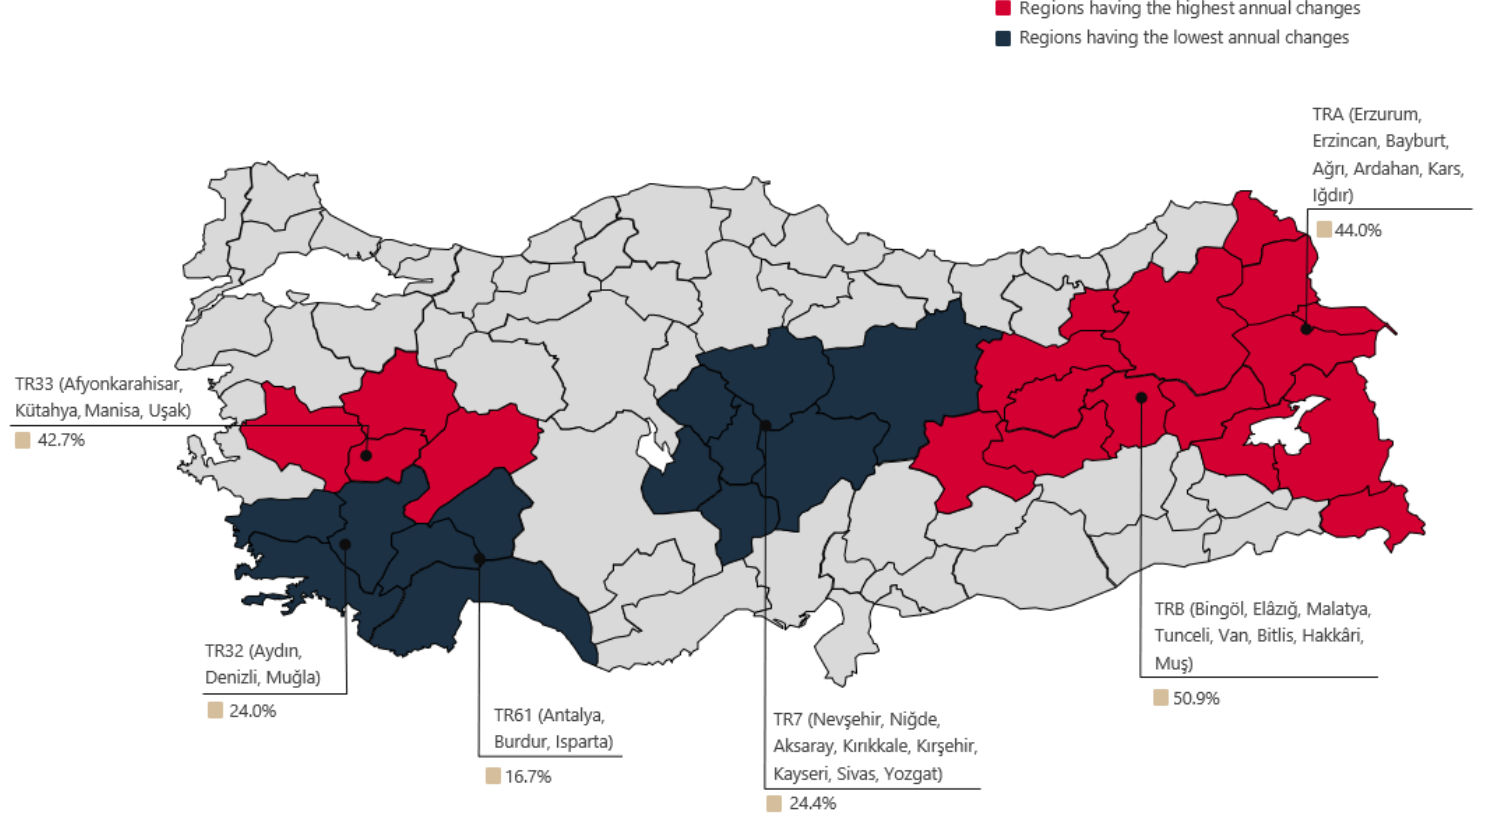 Regions having the highest annual changes
Regions having the lowest annual changes
TRA (Erzurum,
Erzincan, Bayburt,
Ağrı, Ardahan, Kars,
Iğdır)
44.0%
TR33 (Afyonkarahisar,
Kütahya, Manisa, Uşak)
42.7%
TRB (Bingöl, Elâzığ, Malatya,
Tunceli, Van, Bitlis, Hakkâri,
Muş)
50.9%
TR32 (Aydın,
Denizli, Muğla)
24.0%
TR61 (Antalya,
Burdur, Isparta)
16.7%
TR7 (Nevşehir, Niğde,
Aksaray, Kırıkkale, Kırşehir,
Kayseri, Sivas, Yozgat)
24.4%